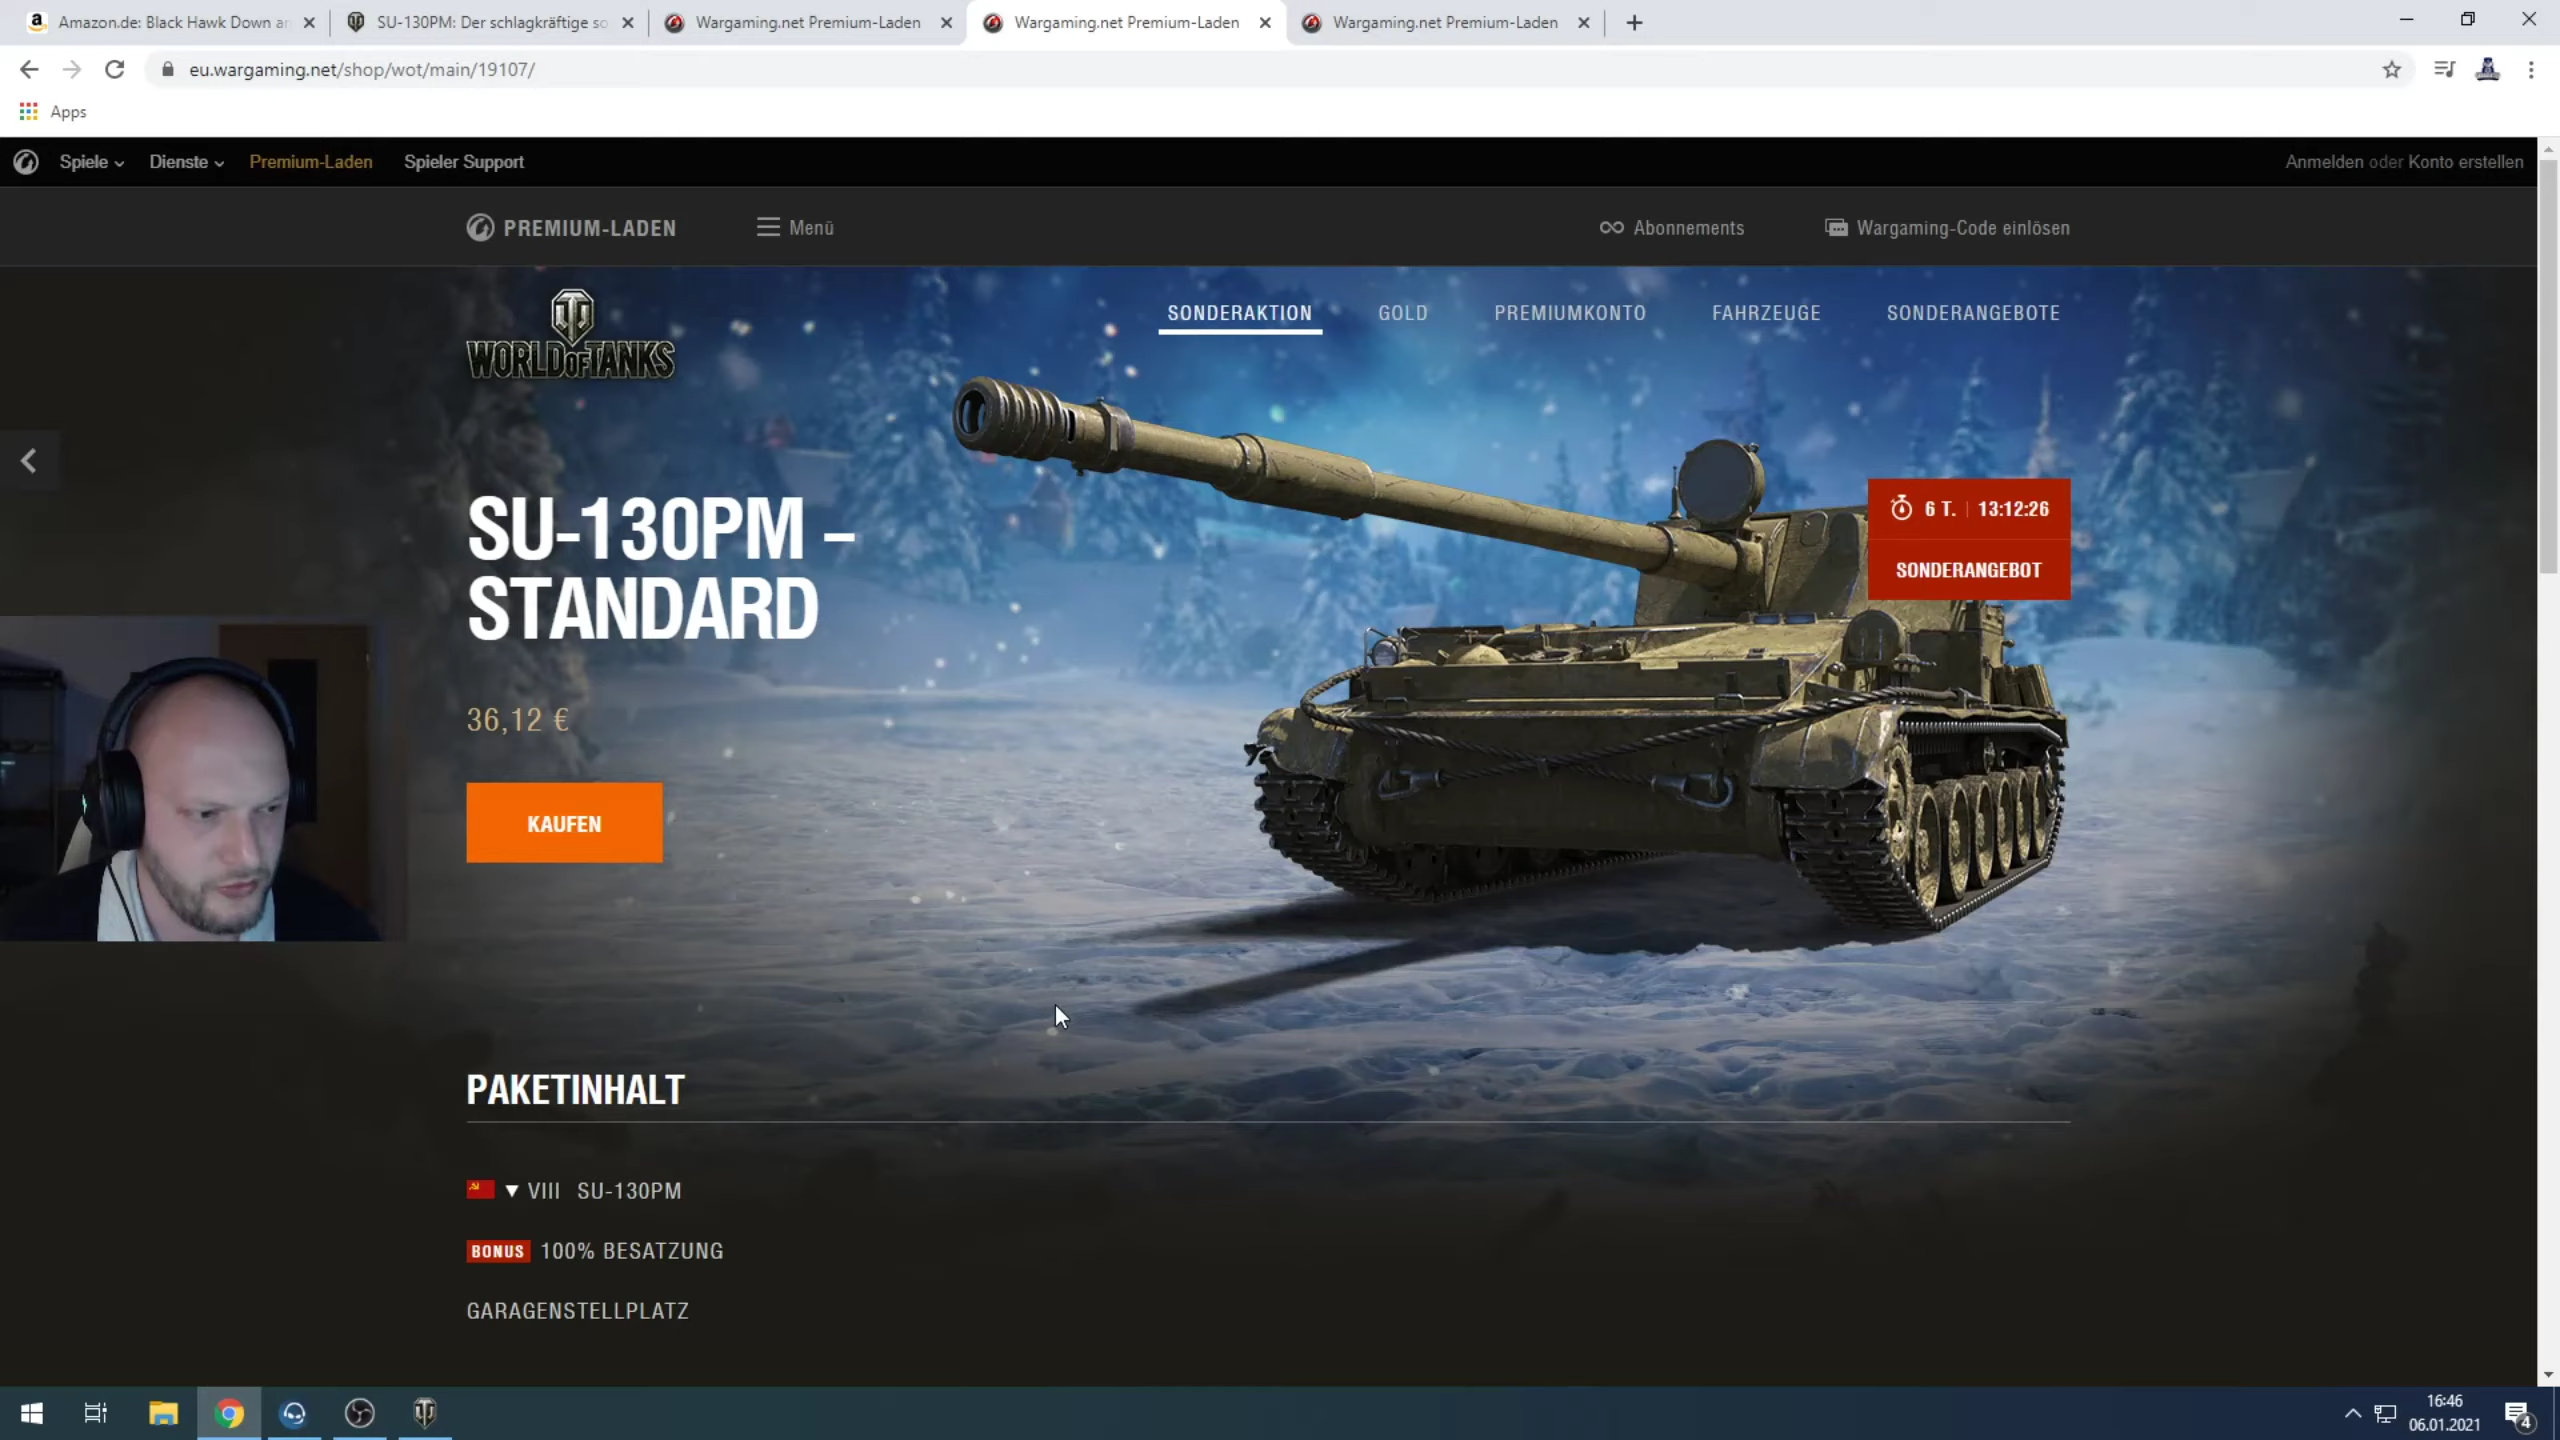 Amazon.de: Black Hawk Down a
SU-130PM: Der schlagkräftige so
Wargaming.net Premium-Laden
Wargaming.net Premium-Laden
Wargaming.net Premium-Laden
eu.wargaming.net/shop/wot/main/19107/
Apps
Spiele
Dienste
Premium-Laden
Spieler Support
Anmelden oder Konto erstellen
PREMIUM-LADEN
Menü
Abonnements
Wargaming-Code einlösen
WORLD OF TANKS
SONDERAKTION
GOLD
PREMIUMKONTO
FAHRZEUGE
SONDERANGEBOTE
6 T. | 13:12:26
SONDERANGEBOT
SU-130PM –
STANDARD
36,12 €
KAUFEN
PAKETINHALT
VIII SU-130PM
BONUS 100% BESATZUNG
GARAGENSTELLPLATZ
16:46
06.01.2021
4